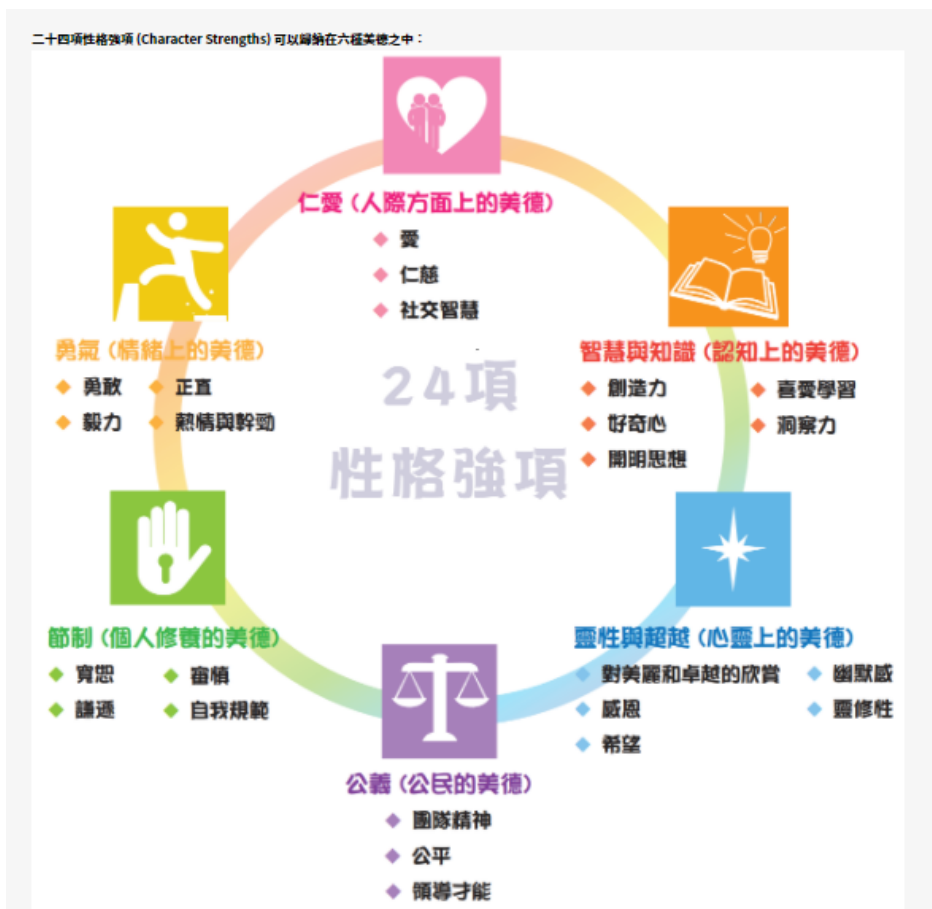 二十四項性格強項 (Character Strengths) 可以歸納在六種美德之中：
仁愛 (人際方面上的美德)
愛
仁慈
社交智慧
勇氣 (情緒上的美德)
勇敢 正直
毅力 熱情與幹勁
智慧與知識 (認知上的美德)
創造力 喜愛學習
好奇心 洞察力
開明思想
24項
性格強項
節制 (個人修養的美德)
寬恕 審慎
謙遜 自我規範
靈性與超越 (心靈上的美德)
對美麗和卓越的欣賞 幽默感
感恩 靈修性
希望
公義 (公民的美德)
團隊精神
公平
領導才能